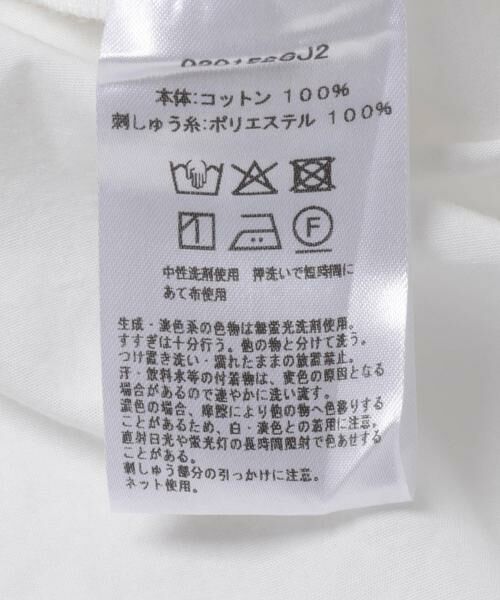 本体:コットン 100%
刺しゅう糸:ポリエステル 100%
F
中性洗剤使用 押洗いで短時間に
あて布使用
生成・淡色系の色物は無蛍光洗剤使用。
すすぎは十分行う。他の物と分けて洗う。
つけ置き洗い・濡れたままの放置禁止。
汗・飲料水等の付着物は、変色の原因となる
場合があるので速やかに洗い流す。
濃色の場合、摩擦により他の物へ色移りする
ことがあるため、白・淡色との着用に注意。
直射日光や蛍光灯の長時間照射で色あせする
ことがある。
刺しゅう部分の引っかけに注意。
ネット使用。